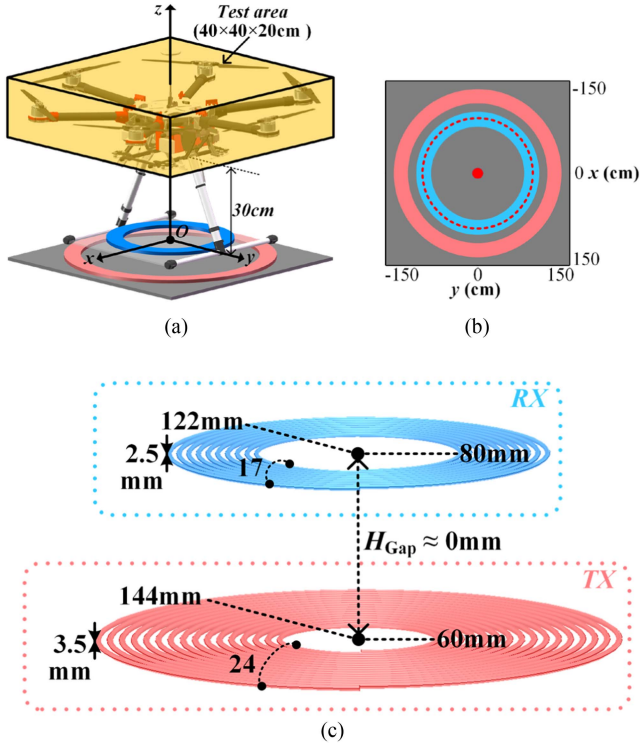 z
Test area
(40×40×20cm )
30cm
O
x
y
(a)
-150
0 x (cm)
150
-150
0
150
y (cm)
(b)
RX
122mm
2.5
mm
17
80mm
HGap ≈ 0mm
TX
144mm
3.5
mm
24
60mm
(c)